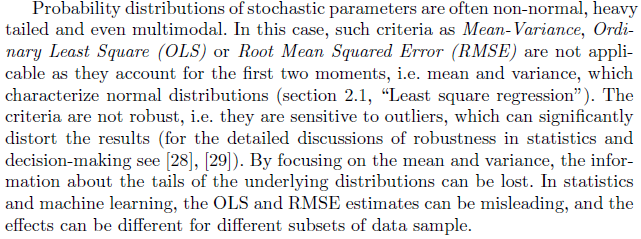 Probability distributions of stochastic parameters are often non-normal, heavy
tailed and even multimodal. In this case, such criteria as Mean-Variance, Ordi-
nary Least Square (OLS) or Root Mean Squared Error (RMSE) are not appli-
cable as they account for the first two moments, i.e. mean and variance, which
characterize normal distributions (section 2.1, “Least square regression”). The
criteria are not robust, i.e. they are sensitive to outliers, which can significantly
distort the results (for the detailed discussions of robustness in statistics and
decision-making see [28], [29]). By focusing on the mean and variance, the infor-
mation about the tails of the underlying distributions can be lost. In statistics
and machine learning, the OLS and RMSE estimates can be misleading, and the
effects can be different for different subsets of data sample.